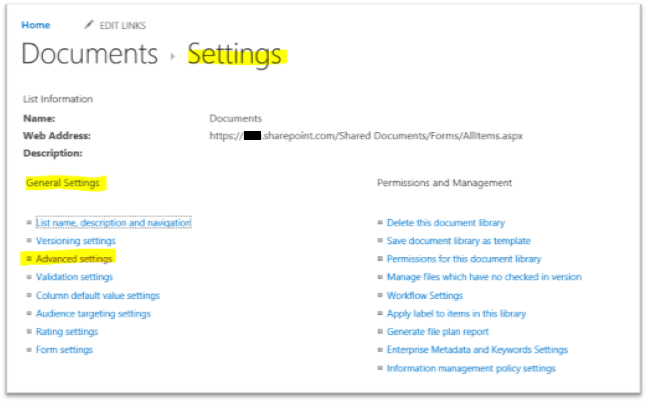 Home EDIT LINKS
Documents › Settings
List Information
Name: Documents
Web Address: https://.sharepoint.com/Shared Documents/Forms/AllItems.aspx
Description:
General Settings
List name, description and navigation
Versioning settings
Advanced settings
Validation settings
Column default value settings
Audience targeting settings
Rating settings
Form settings
Permissions and Management
Delete this document library
Save document library as template
Permissions for this document library
Manage files which have no checked in version
Workflow Settings
Apply label to items in this library
Generate file plan report
Enterprise Metadata and Keywords Settings
Information management policy settings